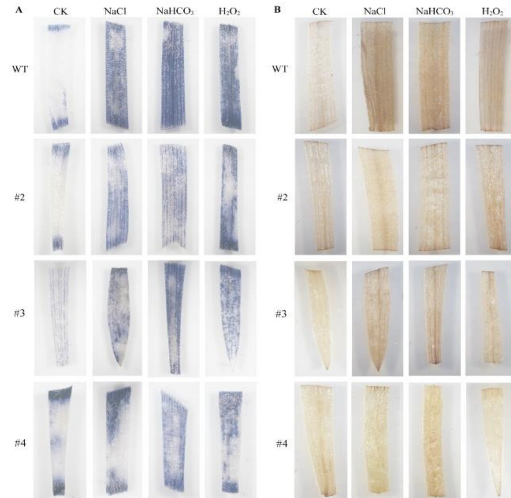 A CK NaCl NaHCO₃ H₂O₂ B CK NaCl NaHCO₃ H₂O₂
WT WT
#2 #2
#3 #3
#4 #4